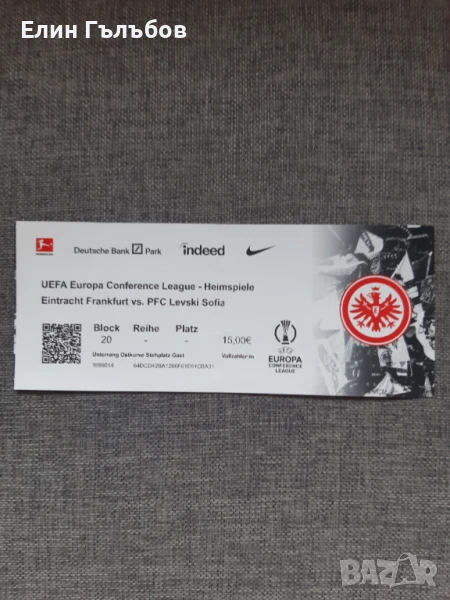 Елин Гълъбов
Deutsche Bank Park indeed
UEFA Europa Conference League - Heimspiele
Eintracht Frankfurt vs. PFC Levski Sofia
Block Reihe Platz
20 - - 15,00€
Unterrang Ostkurve Stehplatz Gast Vollzahler/in
EUROPA
CONFERENCE
LEAGUE
BAZAR